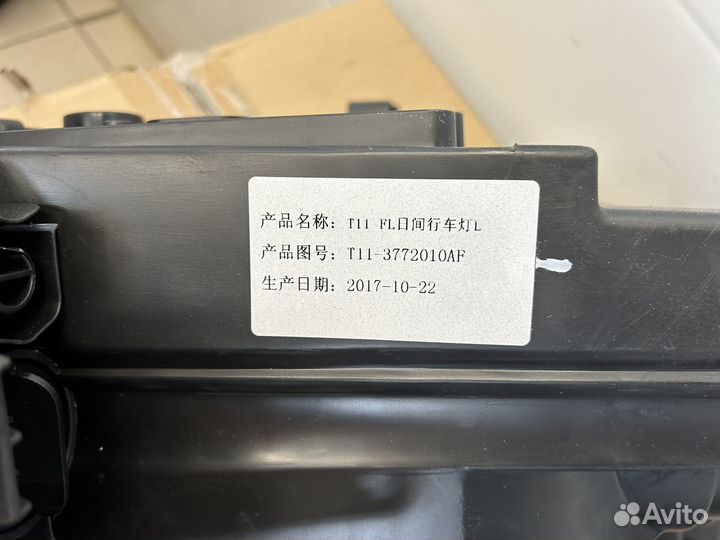 产品名称: T11 FL日间行车灯L
产品图号: T11-3772010AF
生产日期: 2017-10-22
Avito